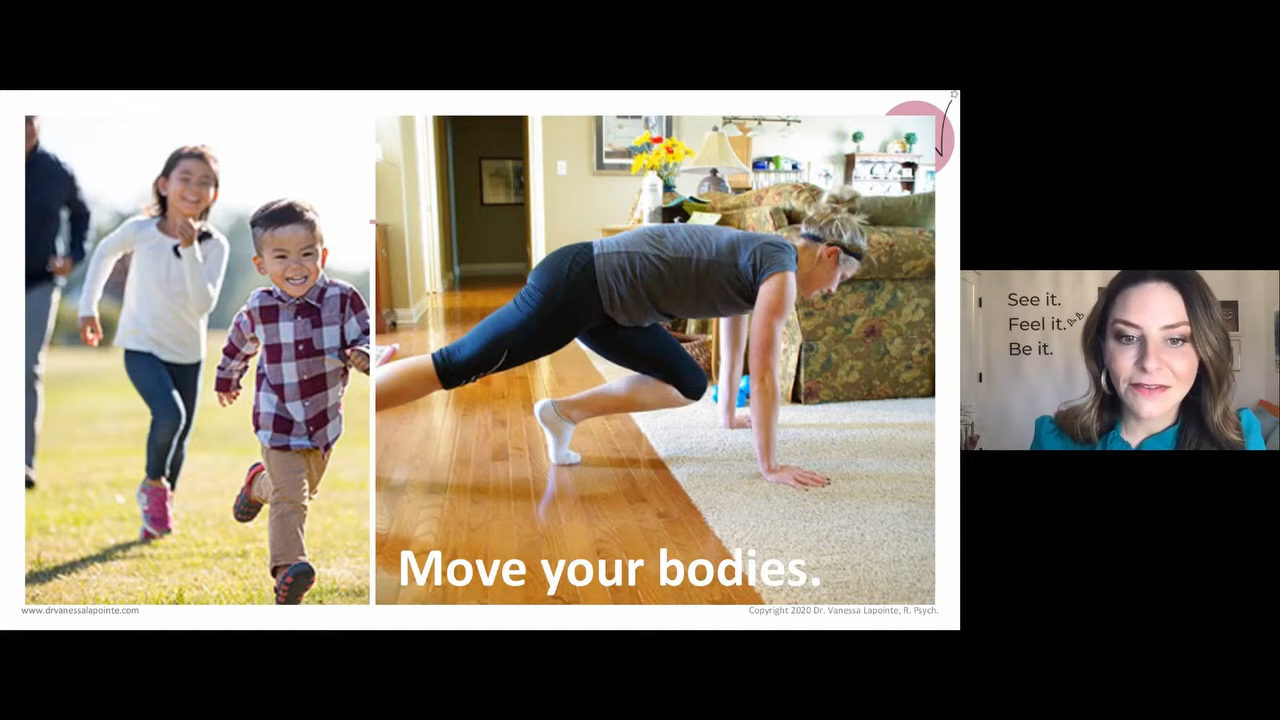 Move your bodies.
www.drvanessalapointe.com
Copyright 2020 Dr. Vanessa Lapointe, R. Psych.
See it.
Feel it.
Be it.